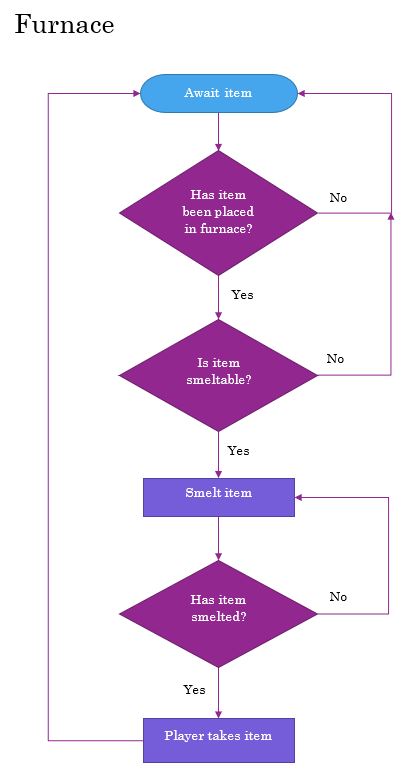 Furnace
Await item
Has item
been placed
in furnace?
No
Yes
Is item
smeltable?
No
Yes
Smelt item
Has item
smelted?
No
Yes
Player takes item